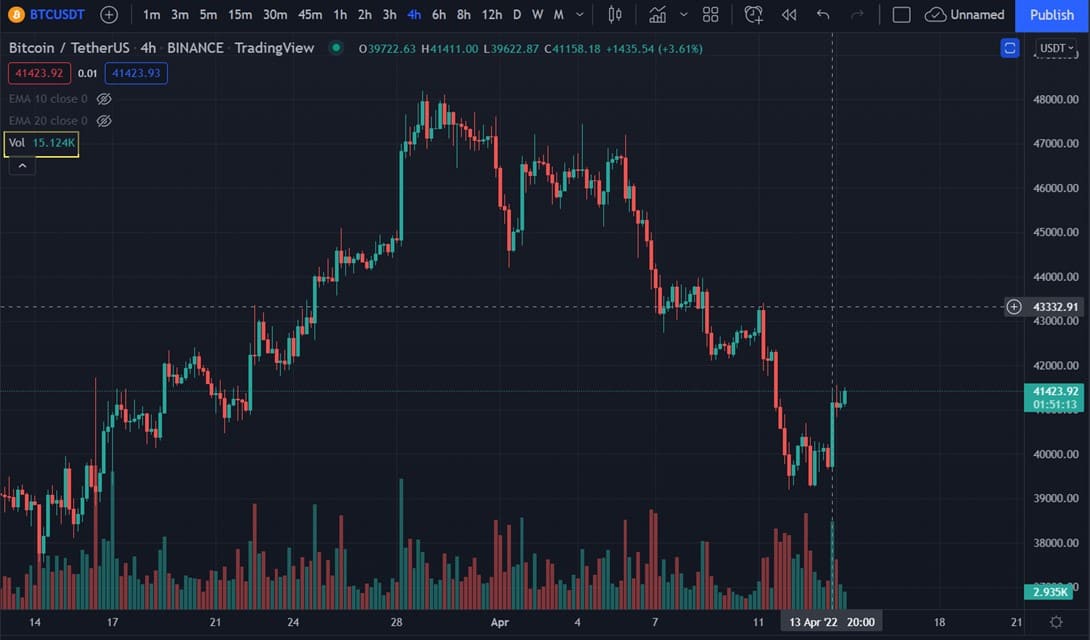 BTCUSDT 1m 3m 5m 15m 30m 45m 1h 2h 3h 4h 6h 8h 12h D W M Unnamed Publish
Bitcoin / TetherUS · 4h · BINANCE · TradingView O39722.63 H41411.00 L39622.87 C41158.18 +1435.54 (+3.61%) USDT
41423.92 0.01 41423.93
EMA 10 close 0
EMA 20 close 0
Vol 15.124K
48000.00
47000.00
46000.00
45000.00
44000.00
43332.91
43000.00
42000.00
41423.92
01:51:13
40000.00
39000.00
38000.00
2.935K
14 17 21 24 28 Apr 4 7 11 13 Apr '22 20:00 18 21